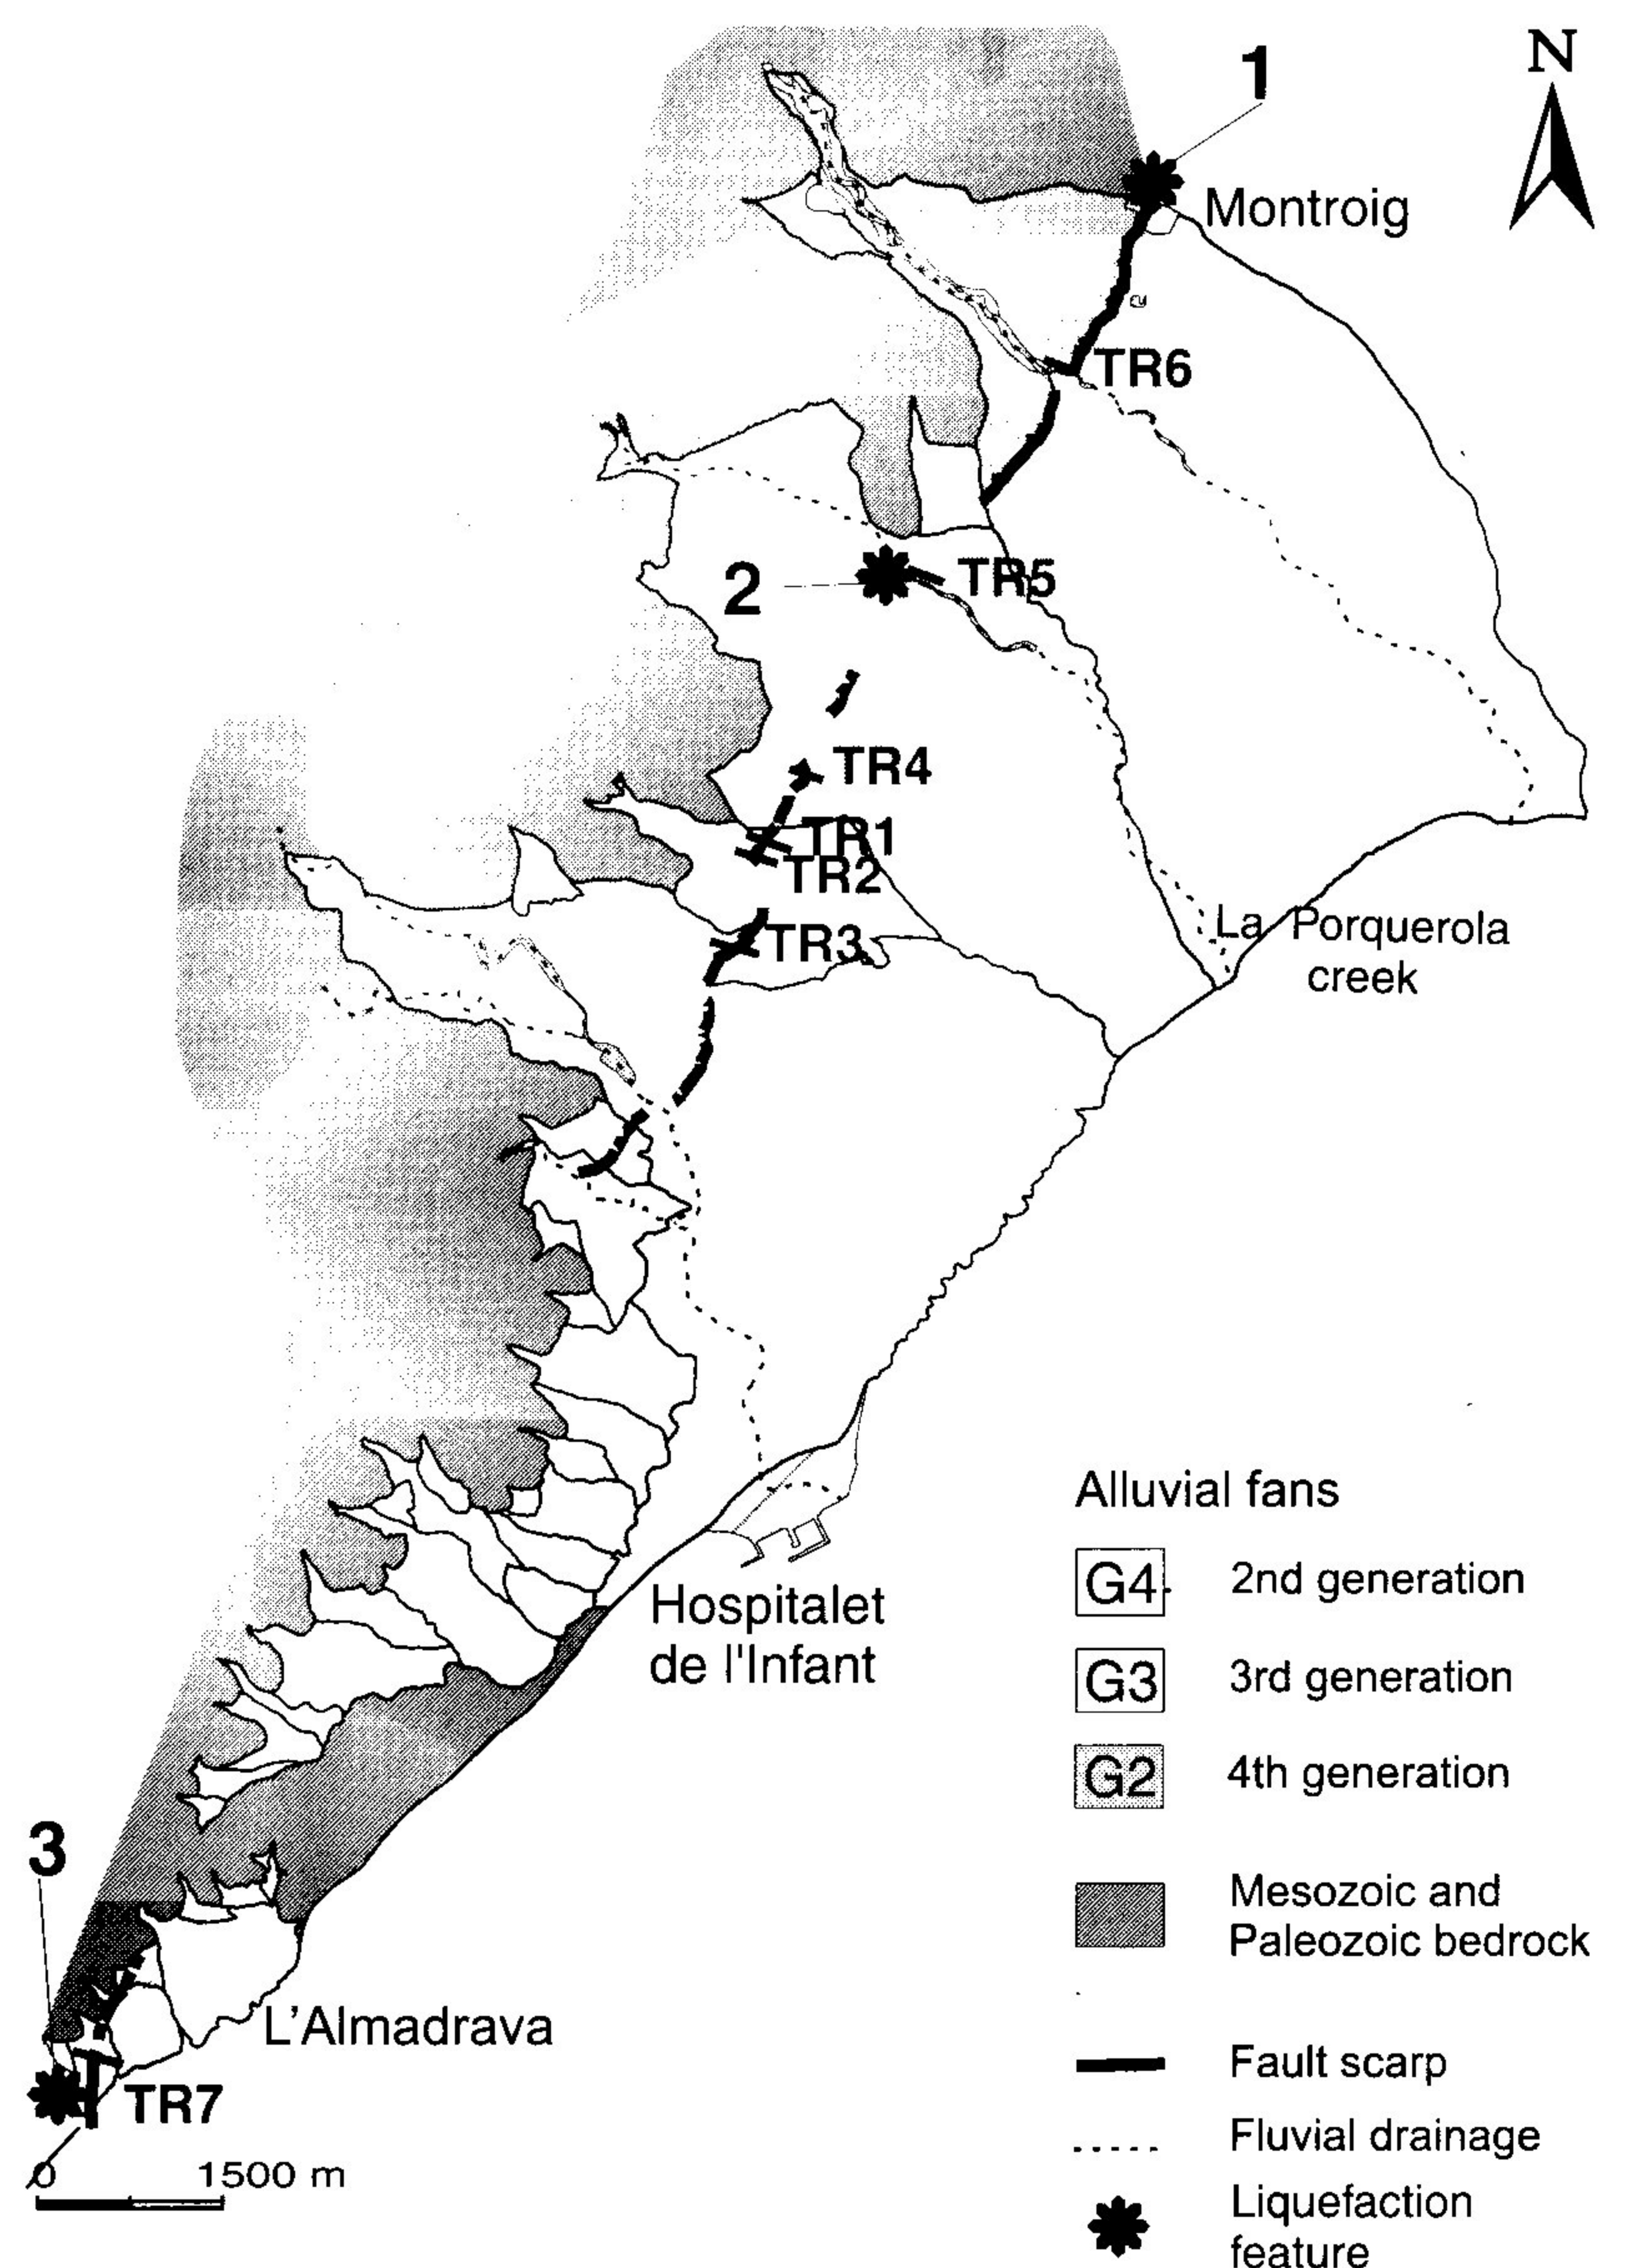 N
1
Montroig
TR6
2
TR5
TR4
TR1
TR2
TR3
La Porquerola
creek
Hospitalet
de l'Infant
3
L'Almadrava
TR7
0 1500 m
Alluvial fans
G4 2nd generation
G3 3rd generation
G2 4th generation
Mesozoic and
Paleozoic bedrock
Fault scarp
Fluvial drainage
Liquefaction
feature